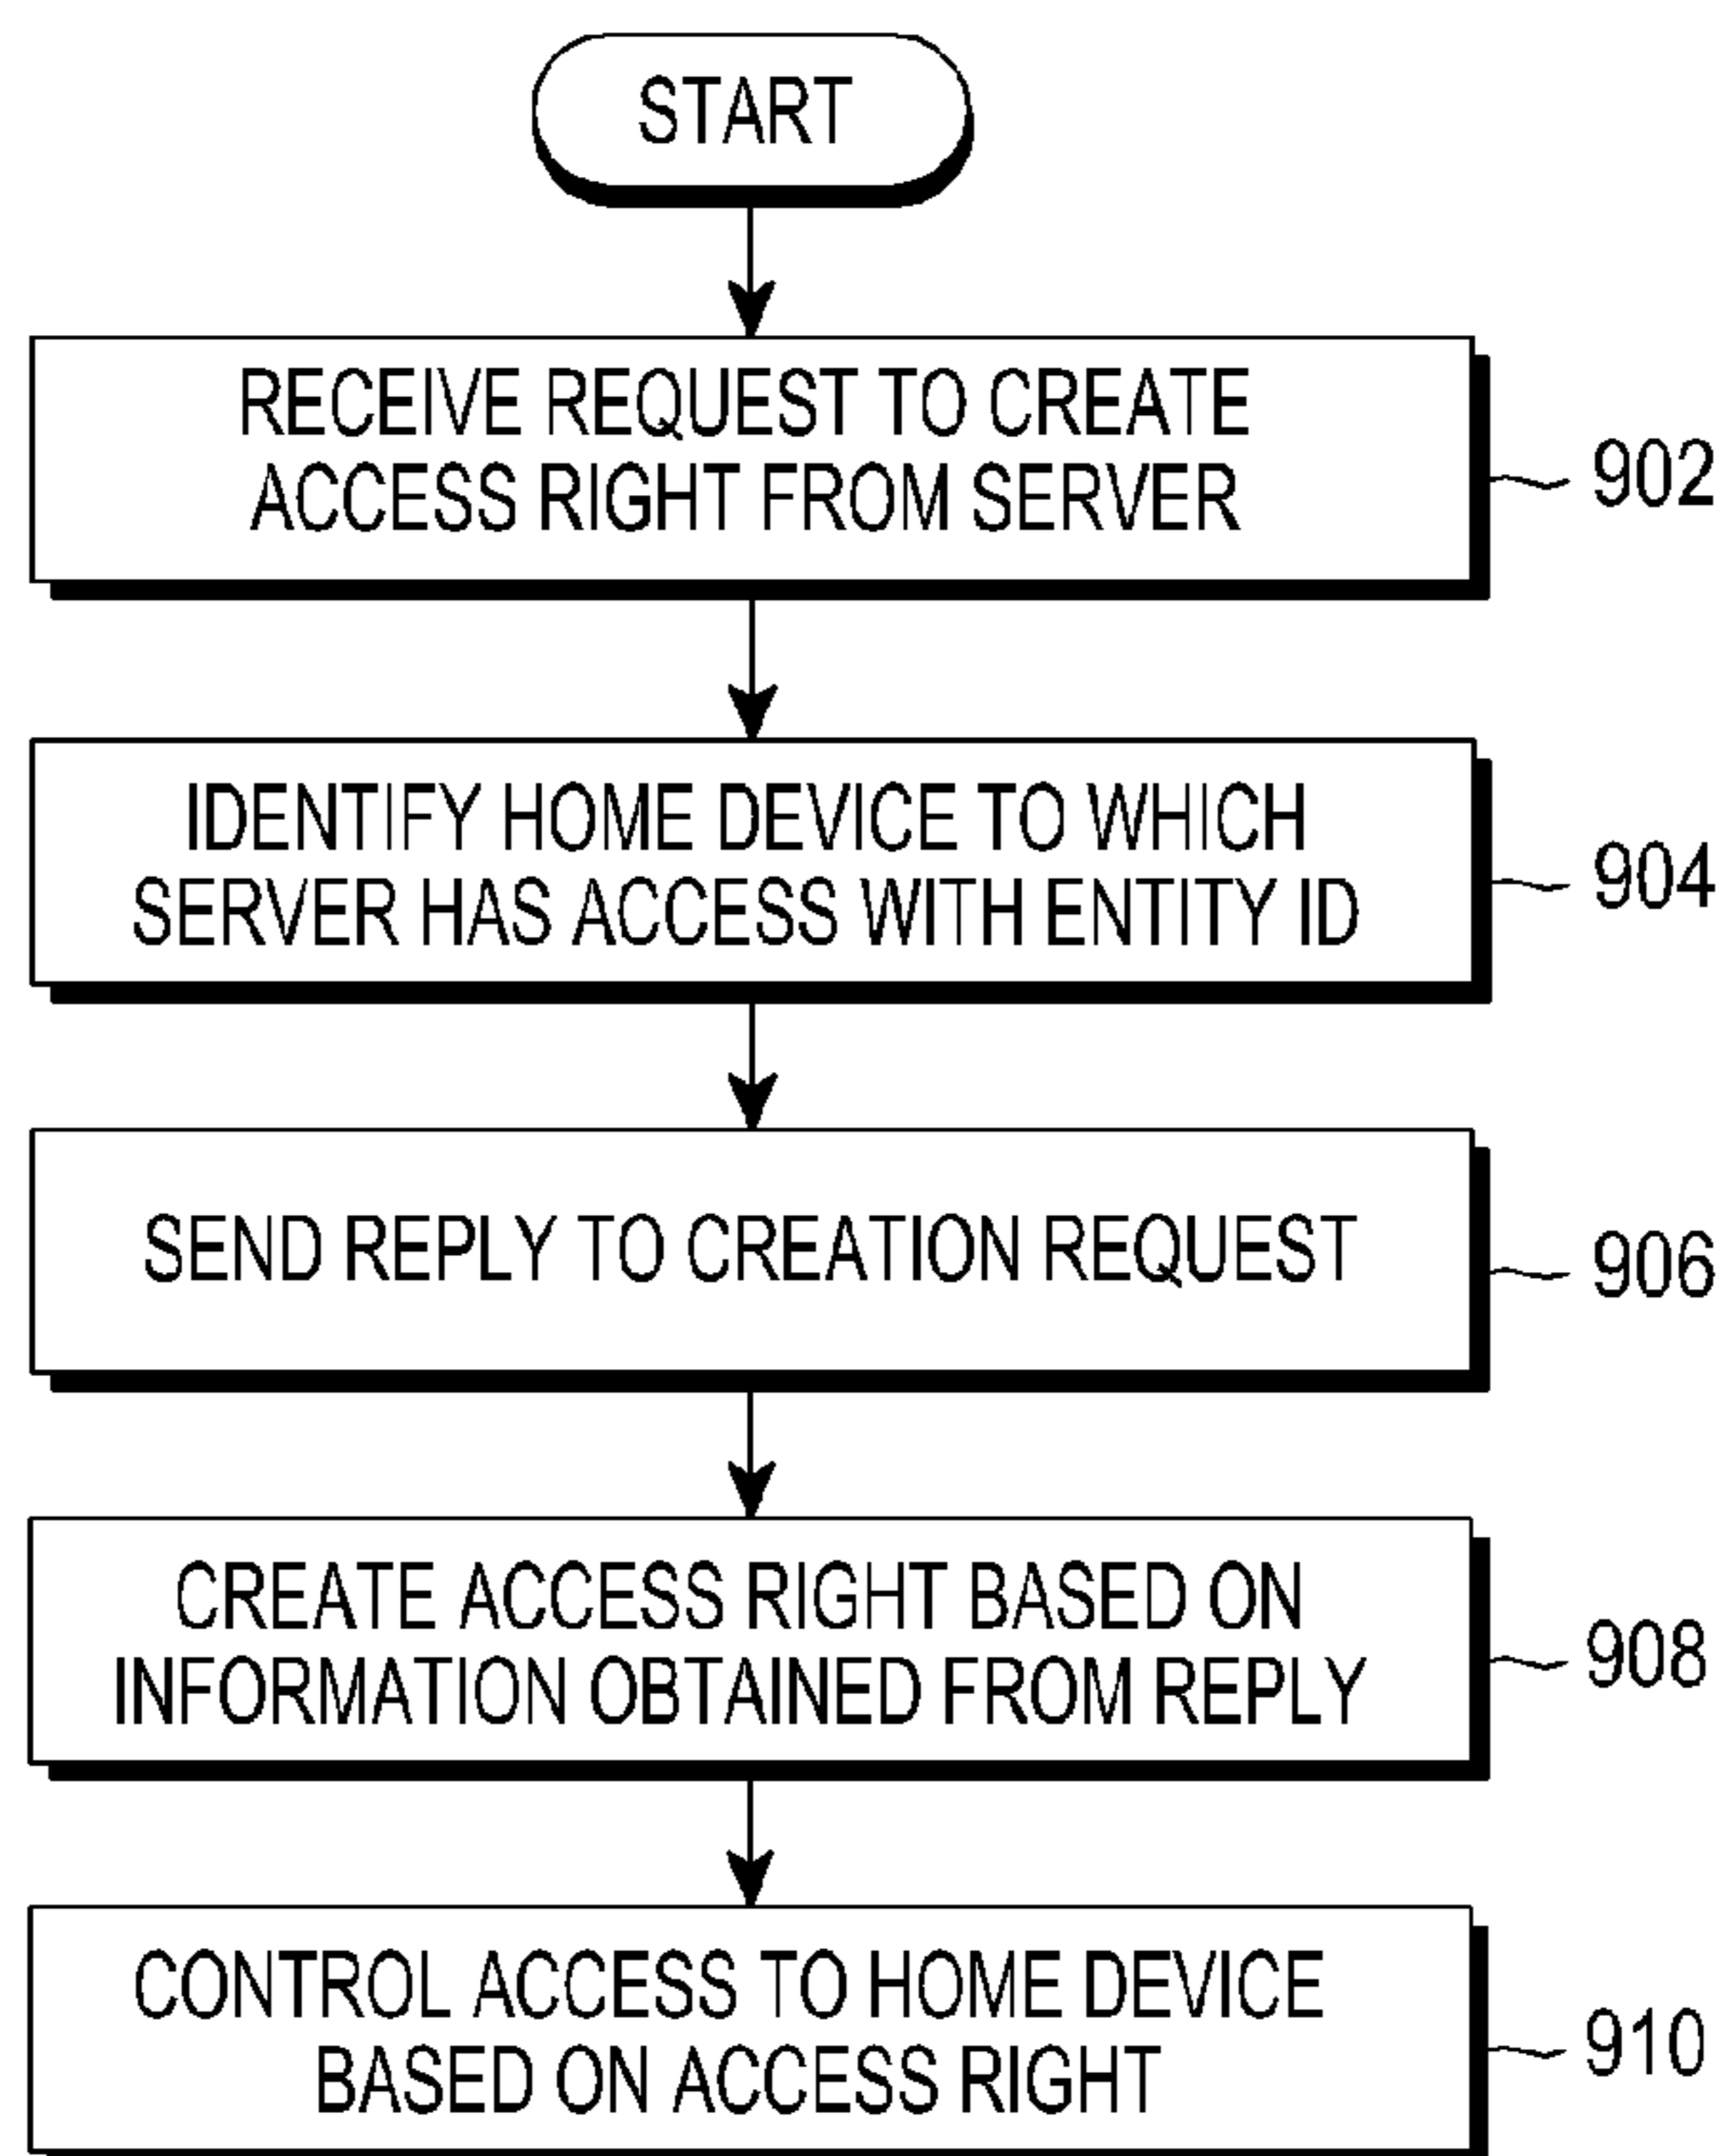 START
RECEIVE REQUEST TO CREATE
ACCESS RIGHT FROM SERVER
902
IDENTIFY HOME DEVICE TO WHICH
SERVER HAS ACCESS WITH ENTITY ID
904
SEND REPLY TO CREATION REQUEST
906
CREATE ACCESS RIGHT BASED ON
INFORMATION OBTAINED FROM REPLY
908
CONTROL ACCESS TO HOME DEVICE
BASED ON ACCESS RIGHT
910